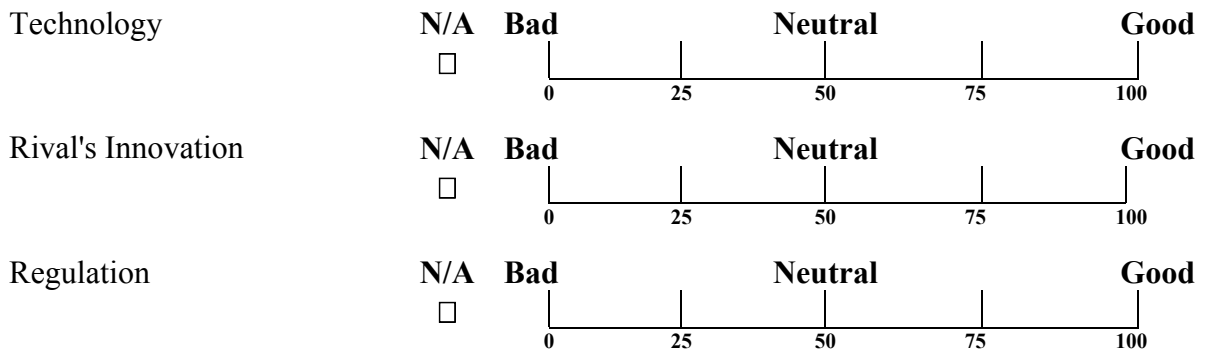 Technology N/A Bad Neutral Good
0 25 50 75 100
Rival's Innovation N/A Bad Neutral Good
0 25 50 75 100
Regulation N/A Bad Neutral Good
0 25 50 75 100